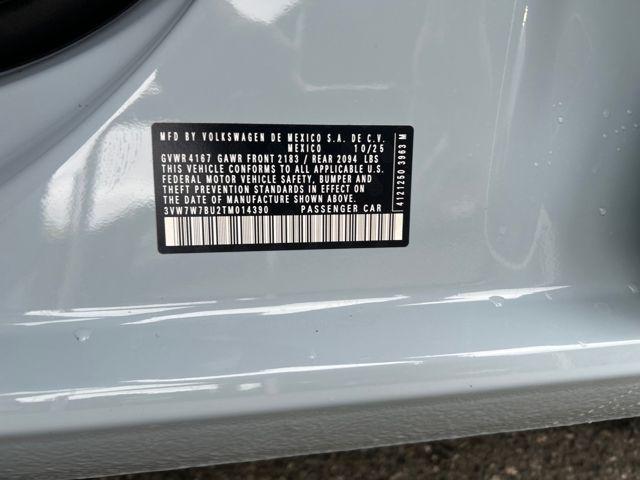 MFD BY VOLKSWAGEN DE MEXICO S.A. DE C.V.
MEXICO 10/25
GVWR 4167 GAWR FRONT 2183 / REAR 2094 LBS
THIS VEHICLE CONFORMS TO ALL APPLICABLE U.S.
FEDERAL MOTOR VEHICLE SAFETY, BUMPER AND
THEFT PREVENTION STANDARDS IN EFFECT ON
THE DATE OF MANUFACTURE SHOWN ABOVE.
3VW7W7BU2TM014390 PASSENGER CAR
4121250 3963 M